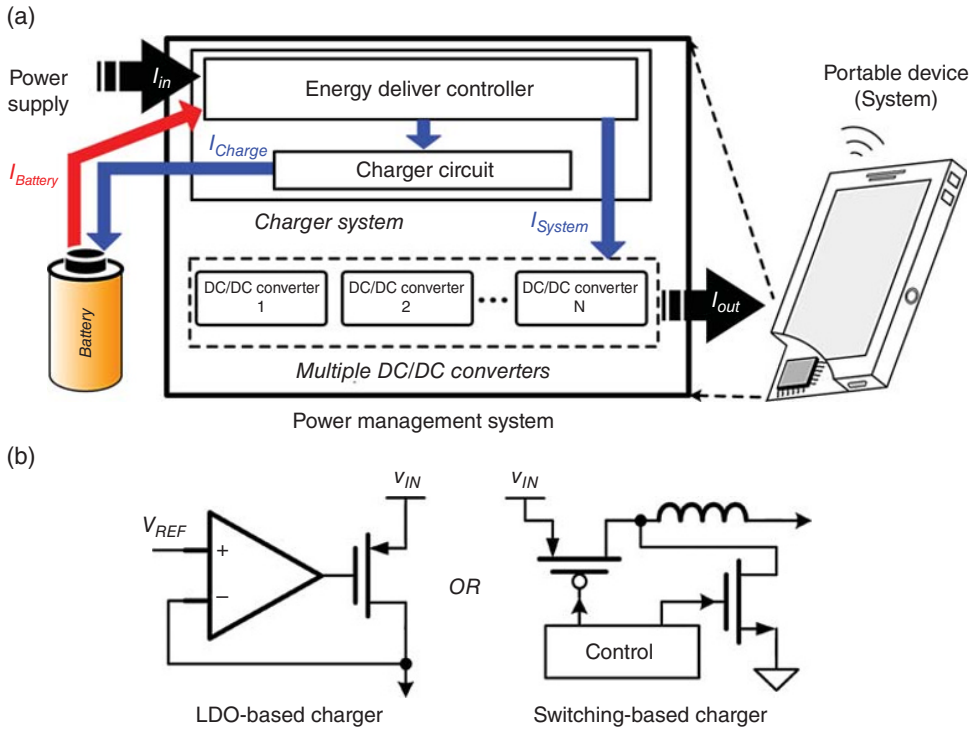 (a)
Power
supply
I_in
Energy deliver controller
I_Charge
I_Battery
Charger circuit
Charger system
I_System
Battery
DC/DC converter
1
DC/DC converter
2
DC/DC converter
N
I_out
Multiple DC/DC converters
Power management system
Portable device
(System)
(b)
V_REF
+
−
v_IN
LDO-based charger
OR
v_IN
Control
Switching-based charger